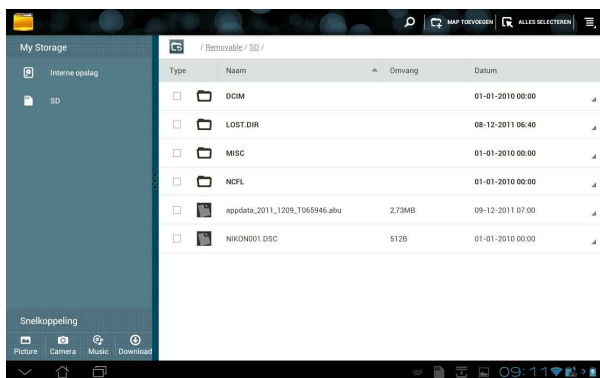 MAP TOEVOEGEN ALLES SELECTEREN
My Storage
/ Removable / SD /
Interne opslag
SD
Type Naam Omvang Datum
DCIM 01-01-2010 00:00
LOST.DIR 08-12-2011 06:40
MISC 01-01-2010 00:00
NCFL 01-01-2010 00:00
appdata_2011_1209_T065946.abu 2,73MB 09-12-2011 07:00
NIKON001.DSC 512B 01-01-2010 00:00
Snelkoppeling
Picture Camera Music Download
09:11